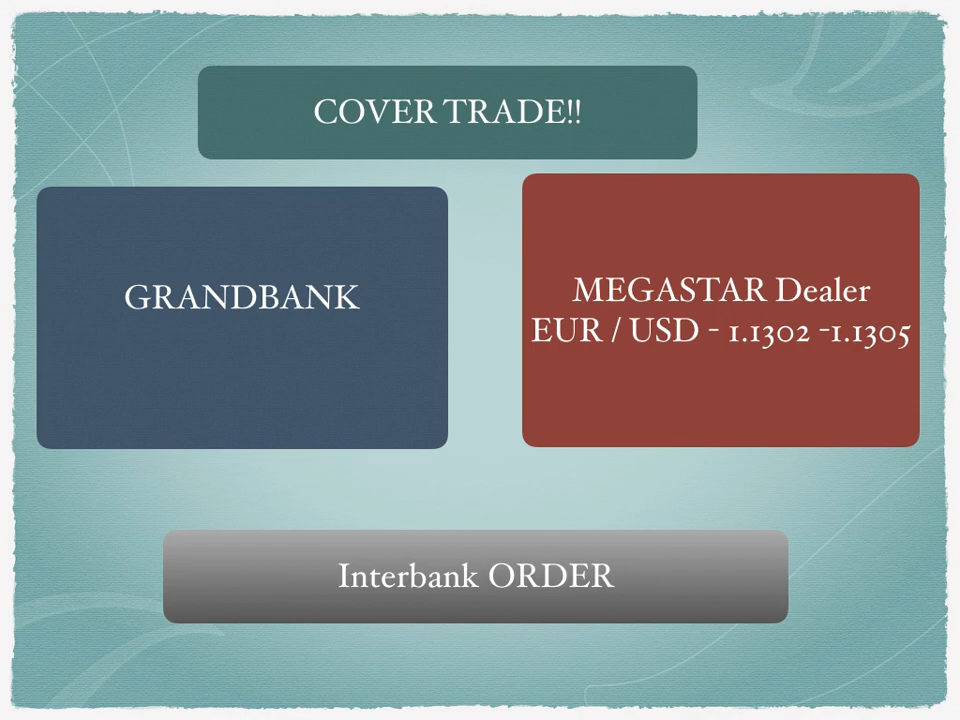 COVER TRADE!!
GRANDBANK
MEGASTAR Dealer
EUR / USD - 1.1302 -1.1305
Interbank ORDER